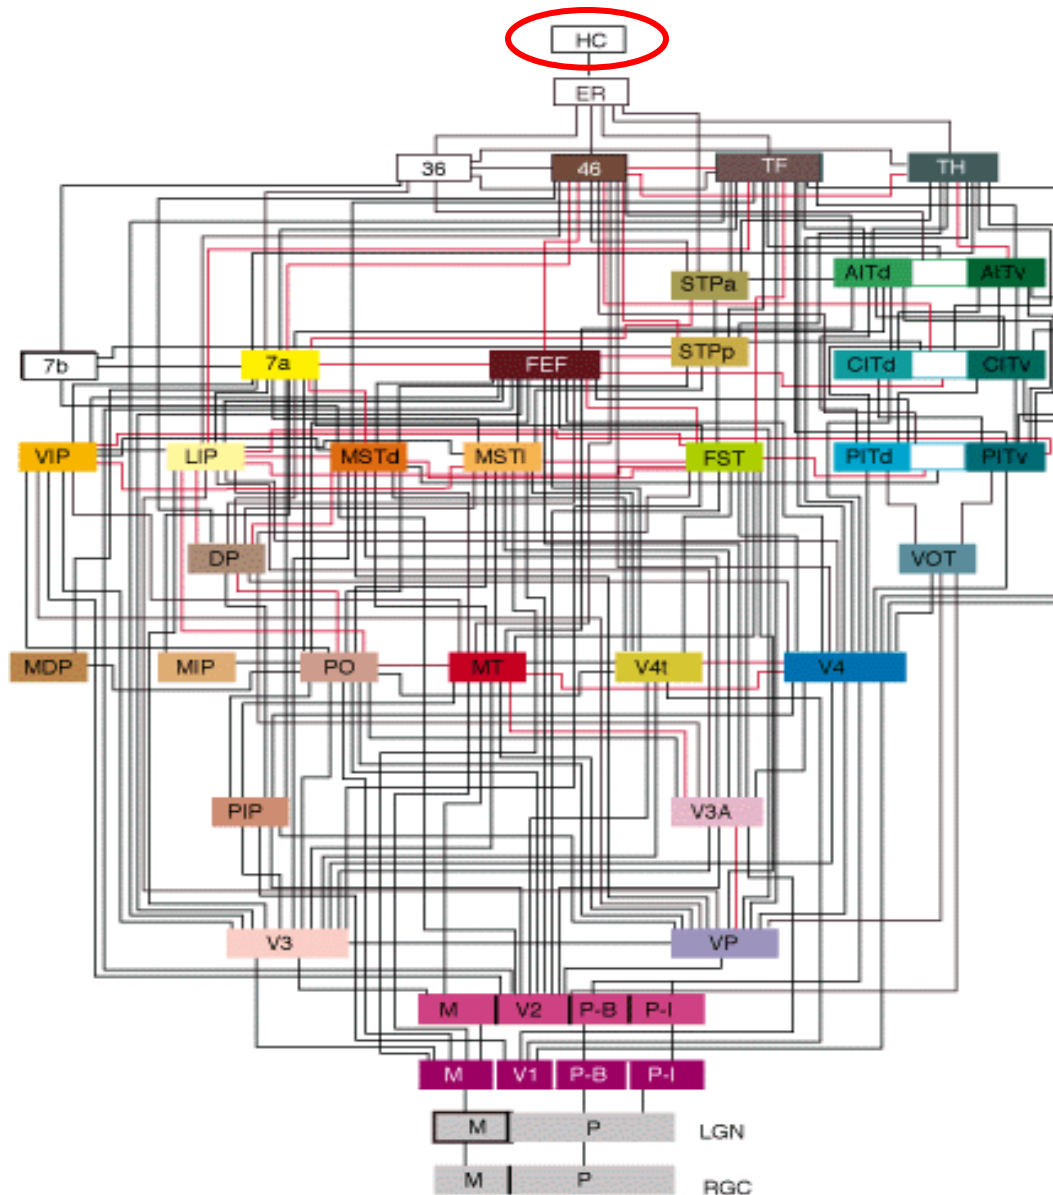 HC
ER
36 46 TF TH
STPa AITd AITv
7b 7a FEF STPp CITd CITv
VIP LIP MSTd MSTl FST PITd PITv
DP VOT
MDP MIP PO MT V4t V4
PIP V3A
V3 VP
M V2 P-B P-I
M V1 P-B P-I
M P LGN
M P RGC